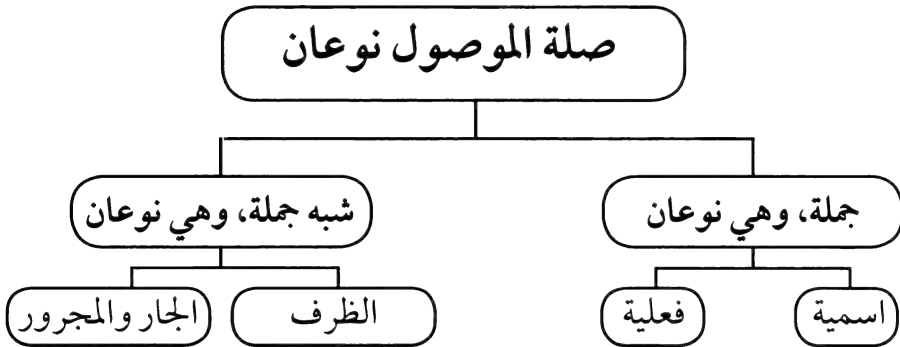 صلة الموصول نوعان
جملة، وهي نوعان
شبه جملة، وهي نوعان
اسمية
فعلية
الظرف
الجار والمجرور